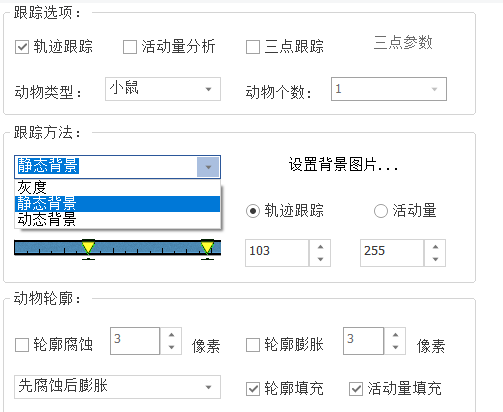 跟踪选项:
轨迹跟踪 活动量分析 三点跟踪 三点参数
动物类型: 小鼠 动物个数: 1
跟踪方法:
静态背景 设置背景图片...
灰度
静态背景
动态背景
轨迹跟踪 活动量
103 255
动物轮廓:
轮廓腐蚀 3 像素 轮廓膨胀 3 像素
先腐蚀后膨胀 轮廓填充 活动量填充